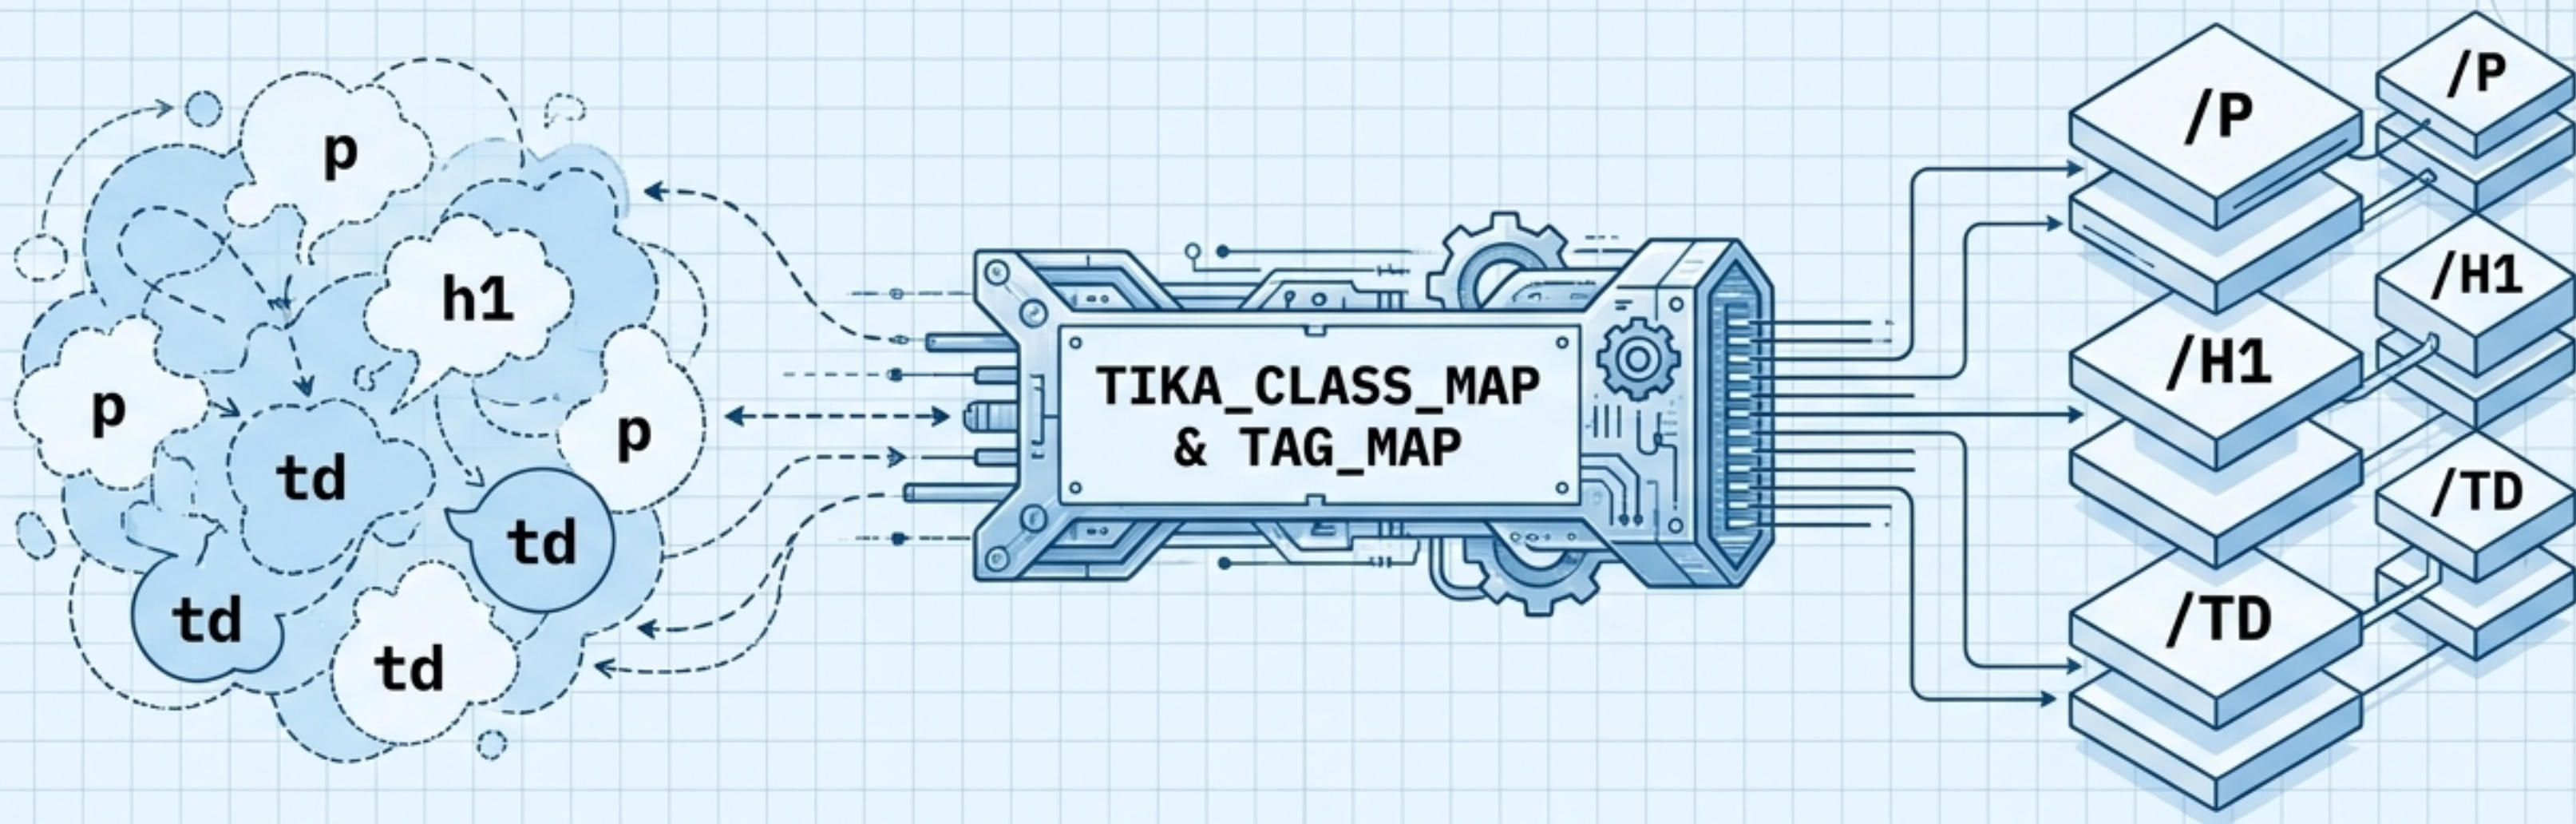 p
h1
p
td
p
td
td
td
TIKA_CLASS_MAP
& TAG_MAP
/P
/H1
/TD
/P
/H1
/TD